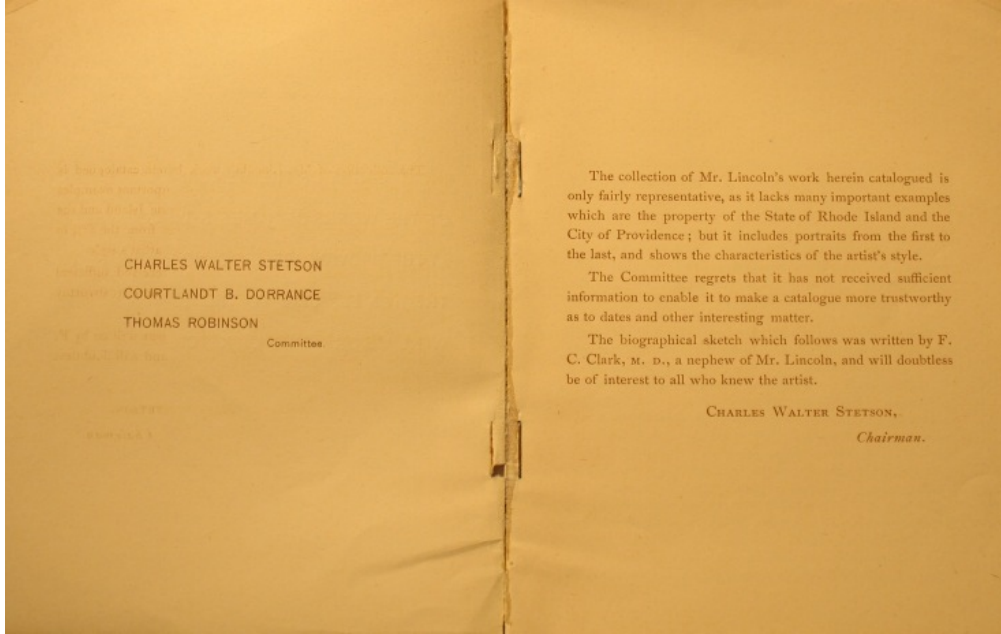 CHARLES WALTER STETSON
COURTLANDT B. DORRANCE
THOMAS ROBINSON
Committee
The collection of Mr. Lincoln's work herein catalogued is
only fairly representative, as it lacks many important examples
which are the property of the State of Rhode Island and the
City of Providence; but it includes portraits from the first to
the last, and shows the characteristics of the artist's style.
The Committee regrets that it has not received sufficient
information to enable it to make a catalogue more trustworthy
as to dates and other interesting matter.
The biographical sketch which follows was written by F.
C. Clark, M. D., a nephew of Mr. Lincoln, and will doubtless
be of interest to all who knew the artist.
CHARLES WALTER STETSON,
Chairman.